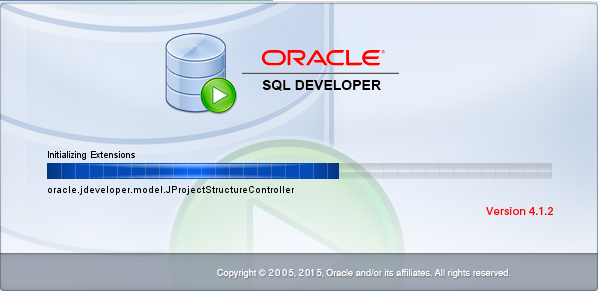 ORACLE®
SQL DEVELOPER
Initializing Extensions
oracle.jdeveloper.model.JProjectStructureController
Version 4.1.2
Copyright © 2005, 2015, Oracle and/or its affiliates. All rights reserved.